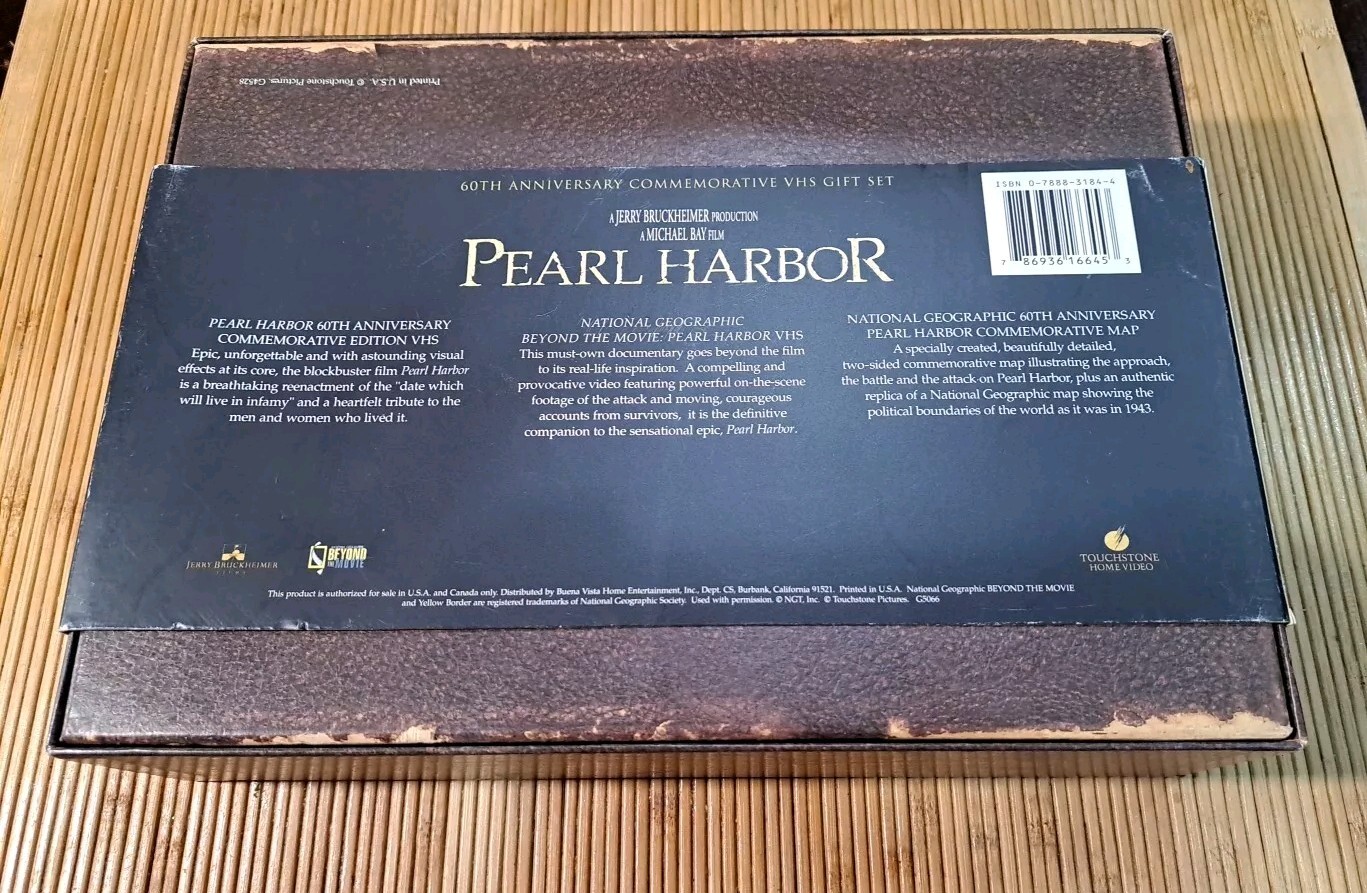 Printed in U.S.A. © Touchstone Pictures. G4528
60TH ANNIVERSARY COMMEMORATIVE VHS GIFT SET
A JERRY BRUCKHEIMER PRODUCTION
A MICHAEL BAY FILM
PEARL HARBOR
ISBN 0-7888-3184-4
7 86936 16645 3
PEARL HARBOR 60TH ANNIVERSARY
COMMEMORATIVE EDITION VHS
Epic, unforgettable and with astounding visual
effects at its core, the blockbuster film Pearl Harbor
is a breathtaking reenactment of the "date which
will live in infamy" and a heartfelt tribute to the
men and women who lived it.
NATIONAL GEOGRAPHIC
BEYOND THE MOVIE: PEARL HARBOR VHS
This must-own documentary goes beyond the film
to its real-life inspiration. A compelling and
provocative video featuring powerful on-the-scene
footage of the attack and moving, courageous
accounts from survivors, it is the definitive
companion to the sensational epic, Pearl Harbor.
NATIONAL GEOGRAPHIC 60TH ANNIVERSARY
PEARL HARBOR COMMEMORATIVE MAP
A specially created, beautifully detailed,
two-sided commemorative map illustrating the approach,
the battle and the attack on Pearl Harbor, plus an authentic
replica of a National Geographic map showing the
political boundaries of the world as it was in 1943.
JERRY BRUCKHEIMER
FILMS
BEYOND
THE MOVIE
TOUCHSTONE
HOME VIDEO
This product is authorized for sale in U.S.A. and Canada only. Distributed by Buena Vista Home Entertainment, Inc., Dept. CS, Burbank, California 91521. Printed in U.S.A. National Geographic BEYOND THE MOVIE
and Yellow Border are registered trademarks of National Geographic Society. Used with permission. © NGT, Inc. © Touchstone Pictures. G5066